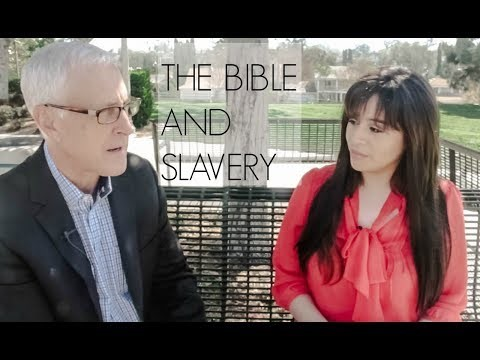 THE BIBLE
AND
SLAVERY